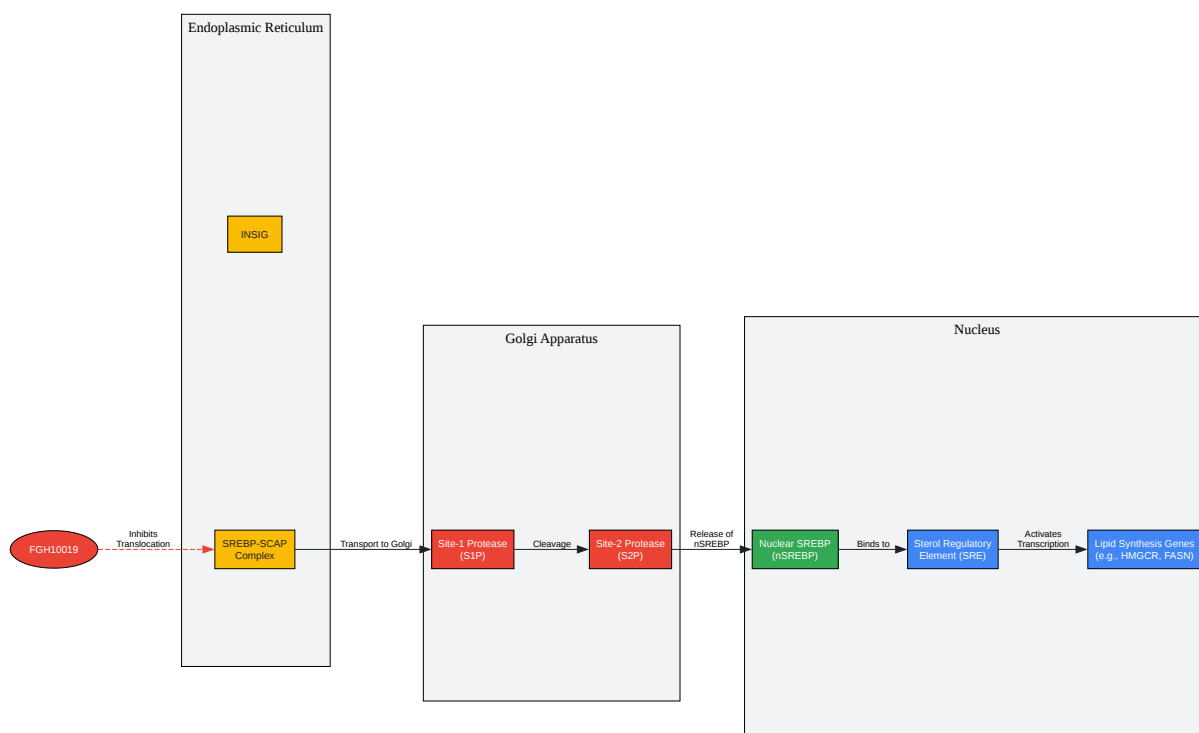 Endoplasmic Reticulum
INSIG
Golgi Apparatus
Nucleus
FGH10019
Inhibits
Translocation
SREBP-SCAP
Complex
Transport to Golgi
Site-1 Protease
(S1P)
Cleavage
Site-2 Protease
(S2P)
Release of
nSREBP
Nuclear SREBP
(nSREBP)
Binds to
Sterol Regulatory
Element (SRE)
Activates
Transcription
Lipid Synthesis Genes
(e.g., HMGCR, FASN)